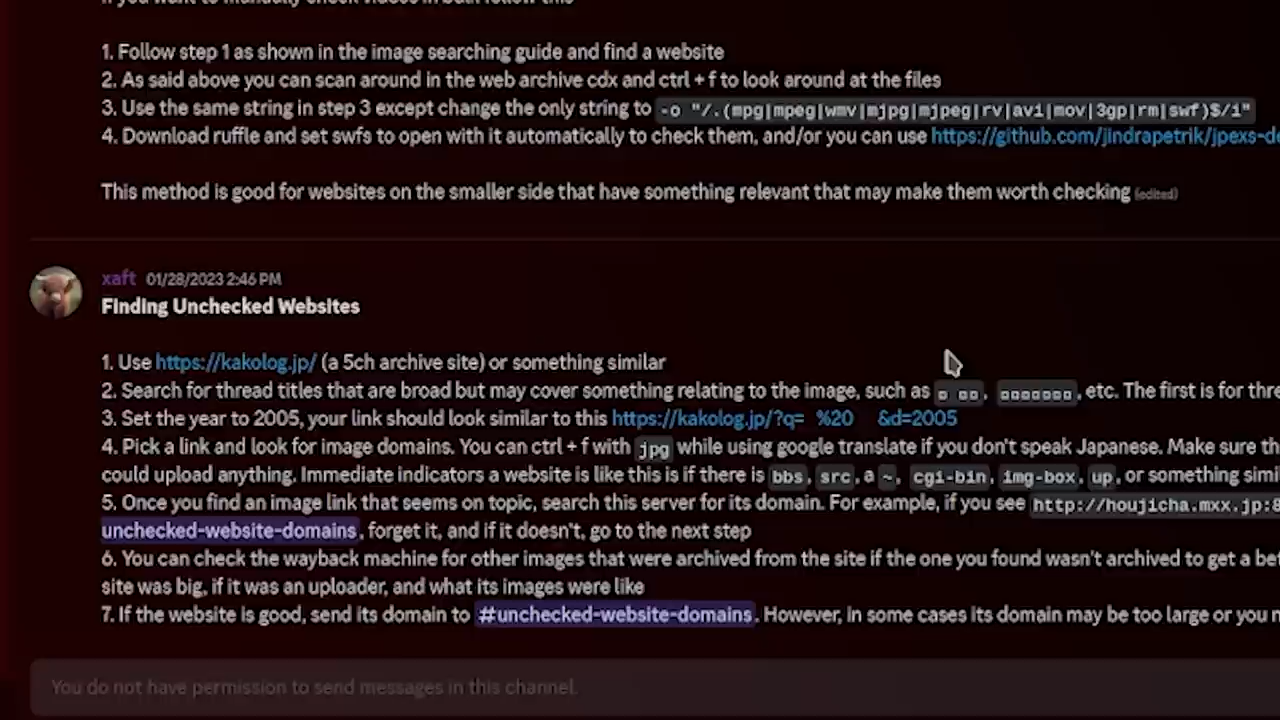 1. Follow step 1 as shown in the image searching guide and find a website
2. As said above you can scan around in the web archive cdx and ctrl + f to look around at the files
3. Use the same string in step 3 except change the only string to -o "/.(mpg|mpeg|wmv|mjpg|mjpeg|rv|avi|mov|3gp|rm|swf)$/i"
4. Download ruffle and set swfs to open with it automatically to check them, and/or you can use https://github.com/jindrapetrik/jpexs-de
This method is good for websites on the smaller side that have something relevant that may make them worth checking (edited)
xaft 01/28/2023 2:46 PM
Finding Unchecked Websites
1. Use https://kakolog.jp/ (a 5ch archive site) or something similar
2. Search for thread titles that are broad but may cover something relating to the image, such as , , etc. The first is for thre
3. Set the year to 2005, your link should look similar to this https://kakolog.jp/?q= %20 &d=2005
4. Pick a link and look for image domains. You can ctrl + f with jpg while using google translate if you don't speak Japanese. Make sure th
could upload anything. Immediate indicators a website is like this is if there is bbs, src, a ~, cgi-bin, img-box, up, or something simi
5. Once you find an image link that seems on topic, search this server for its domain. For example, if you see http://houjicha.mxx.jp:8
unchecked-website-domains, forget it, and if it doesn't, go to the next step
6. You can check the wayback machine for other images that were archived from the site if the one you found wasn't archived to get a bet
site was big, if it was an uploader, and what its images were like
7. If the website is good, send its domain to #unchecked-website-domains. However, in some cases its domain may be too large or you n
You do not have permission to send messages in this channel.